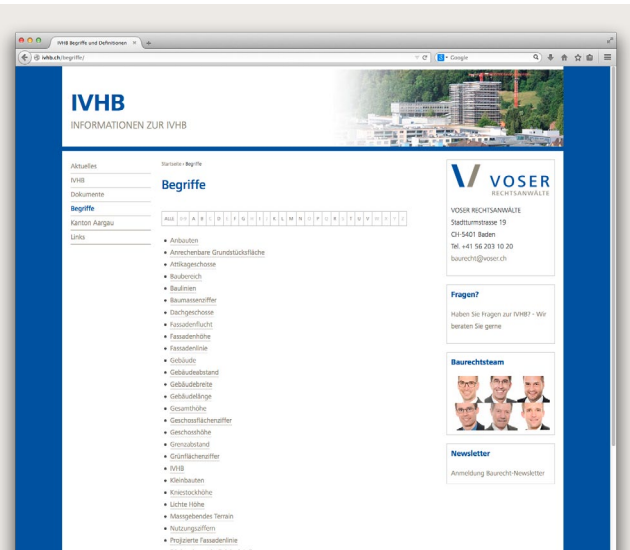 IVHB Begriffe und Definitionen
ivhb.ch/begriffe/
Google
IVHB
INFORMATIONEN ZUR IVHB
Aktuelles
IVHB
Dokumente
Begriffe
Kanton Aargau
Links
Startseite › Begriffe
Begriffe
ALLE 0-9 A B C D E F G H I J K L M N O P Q R S T U V W X Y Z
Anbauten
Anrechenbare Grundstücksfläche
Attikageschosse
Baubereich
Baulinien
Baumassenziffer
Dachgeschosse
Fassadenflucht
Fassadenhöhe
Fassadenlinie
Gebäude
Gebäudeabstand
Gebäudebreite
Gebäudelänge
Gesamthöhe
Geschossflächenziffer
Geschosshöhe
Grenzabstand
Grünflächenziffer
IVHB
Kleinbauten
Kniestockhöhe
Lichte Höhe
Massgebendes Terrain
Nutzungsziffern
Projizierte Fassadenlinie
VOSER
RECHTSANWÄLTE
VOSER RECHTSANWÄLTE
Stadtturmstrasse 19
CH-5401 Baden
Tel. +41 56 203 10 20
baurecht@voser.ch
Fragen?
Haben Sie Fragen zur IVHB? - Wir
beraten Sie gerne
Baurechtsteam
Newsletter
Anmeldung Baurecht-Newsletter